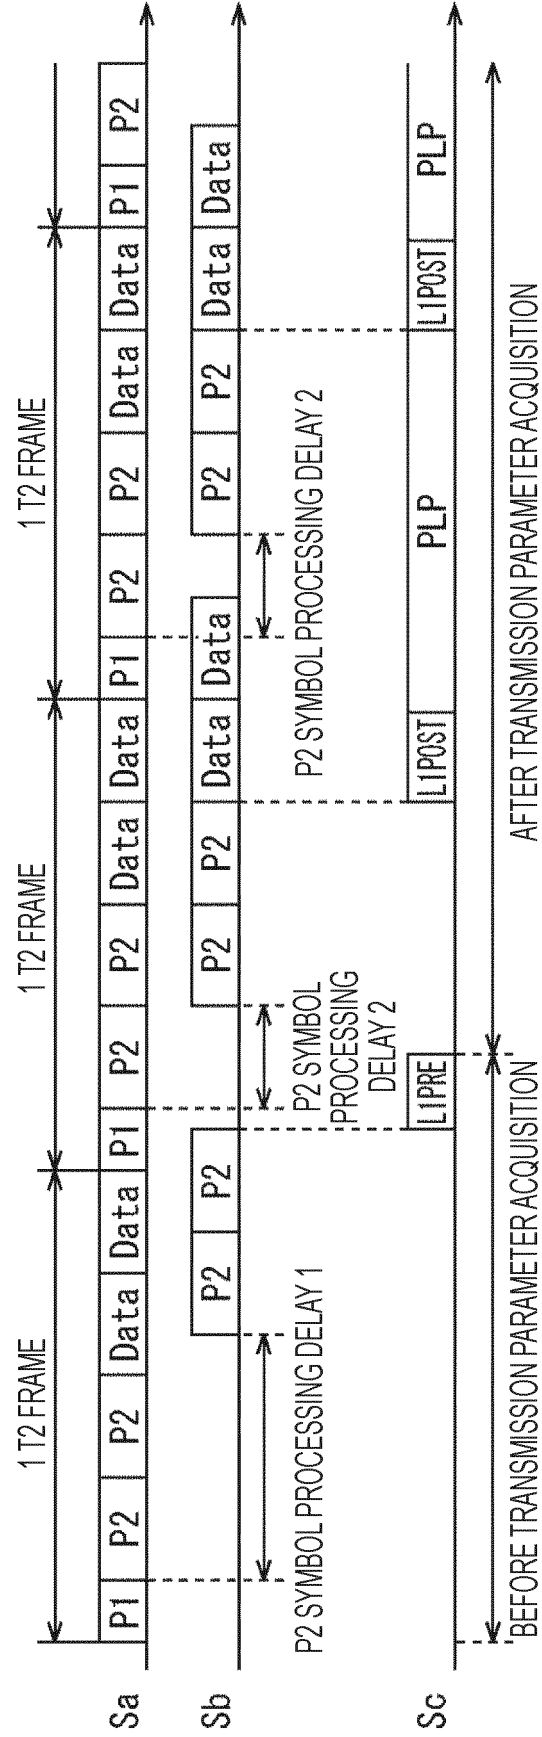 1 T2 FRAME
1 T2 FRAME
1 T2 FRAME
Sa
P1
P2
P2
Data
Data
P1
P2
P2
Data
Data
P1
P2
P2
Data
Data
P1
P2
Sb
P2
P2
P2
P2
Data
Data
P2
P2
Data
Data
P2 SYMBOL PROCESSING DELAY 1
P2 SYMBOL
PROCESSING
DELAY 2
P2 SYMBOL PROCESSING DELAY 2
Sc
L1PRE
L1POST
PLP
L1POST
PLP
BEFORE TRANSMISSION PARAMETER ACQUISITION
AFTER TRANSMISSION PARAMETER ACQUISITION